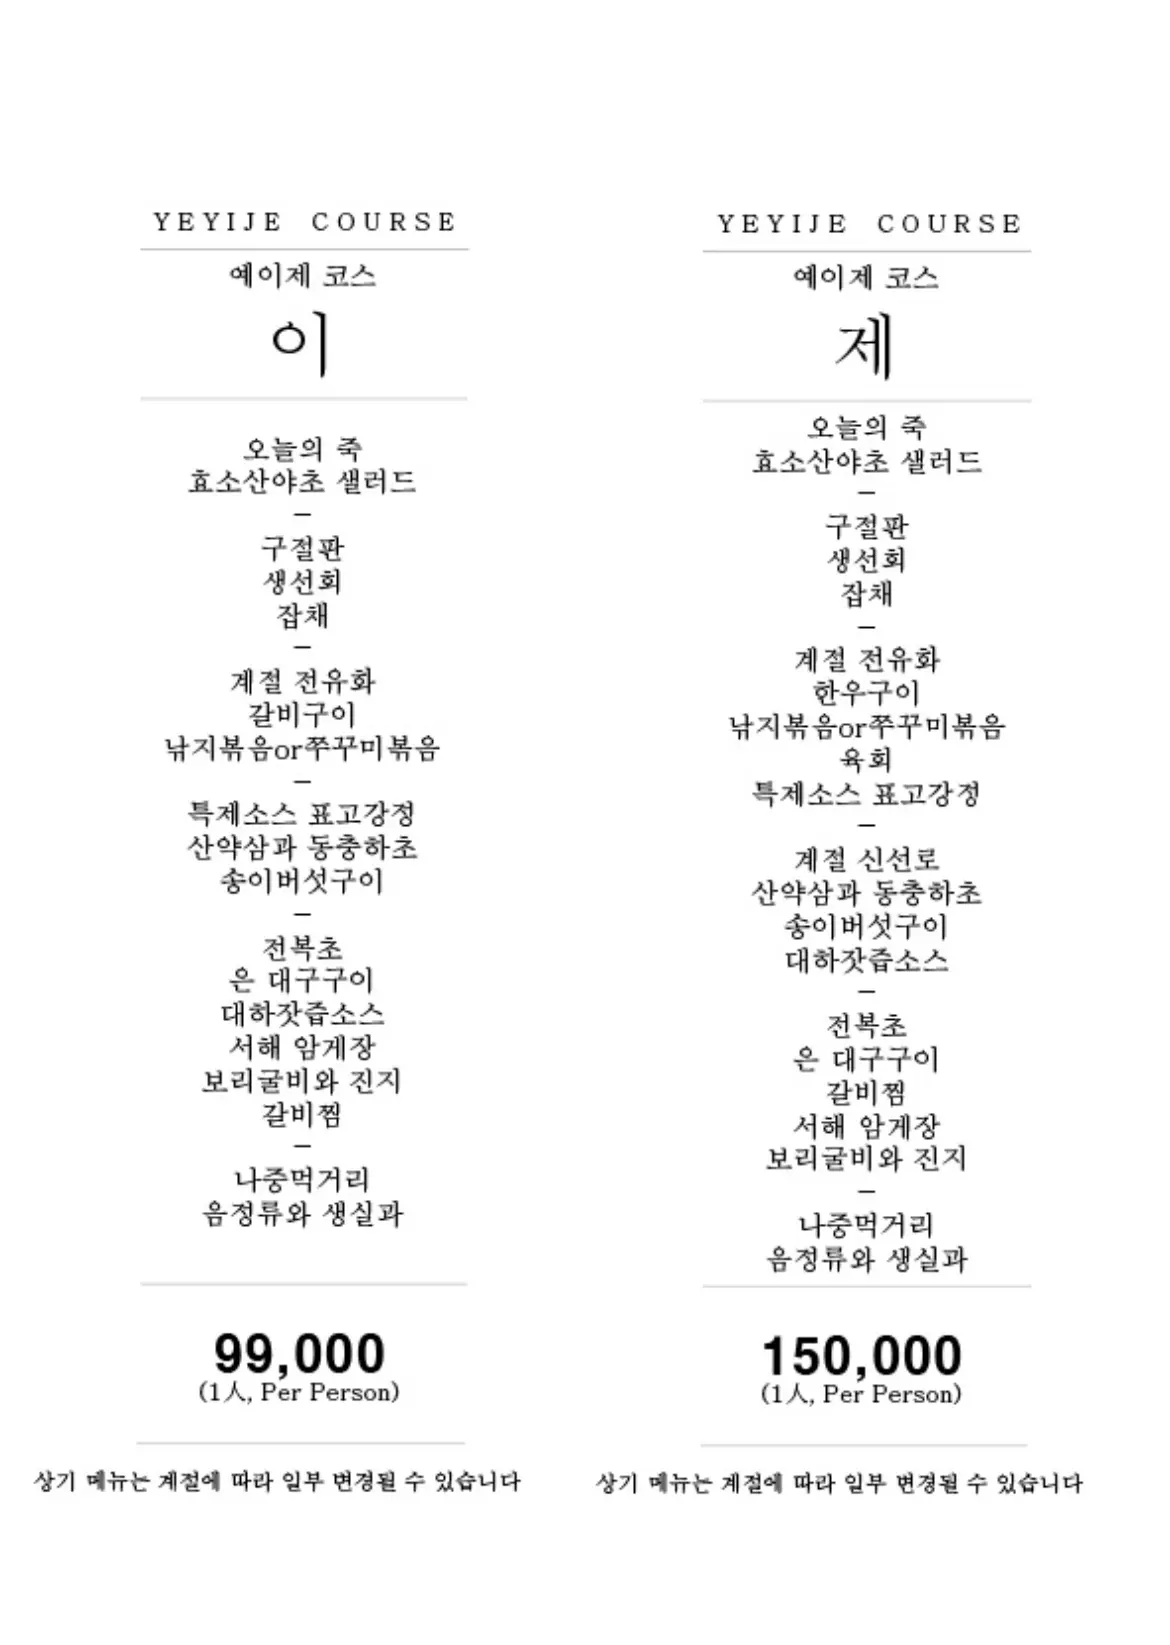 YEYIJE COURSE
예이제 코스
이
오늘의 죽
효소산야초 샐러드
–
구절판
생선회
잡채
–
계절 전유화
갈비구이
낚지볶음or쭈꾸미볶음
–
특제소스 표고강정
산약삼과 동충하초
송이버섯구이
–
전복초
은 대구구이
대하잣즙소스
서해 암게장
보리굴비와 진지
갈비찜
–
나중먹거리
음정류와 생실과
99,000
(1人, Per Person)
상기 메뉴는 계절에 따라 일부 변경될 수 있습니다
YEYIJE COURSE
예이제 코스
제
오늘의 죽
효소산야초 샐러드
–
구절판
생선회
잡채
–
계절 전유화
한우구이
낚지볶음or쭈꾸미볶음
육회
특제소스 표고강정
–
계절 신선로
산약삼과 동충하초
송이버섯구이
대하잣즙소스
–
전복초
은 대구구이
갈비찜
서해 암게장
보리굴비와 진지
–
나중먹거리
음정류와 생실과
150,000
(1人, Per Person)
상기 메뉴는 계절에 따라 일부 변경될 수 있습니다